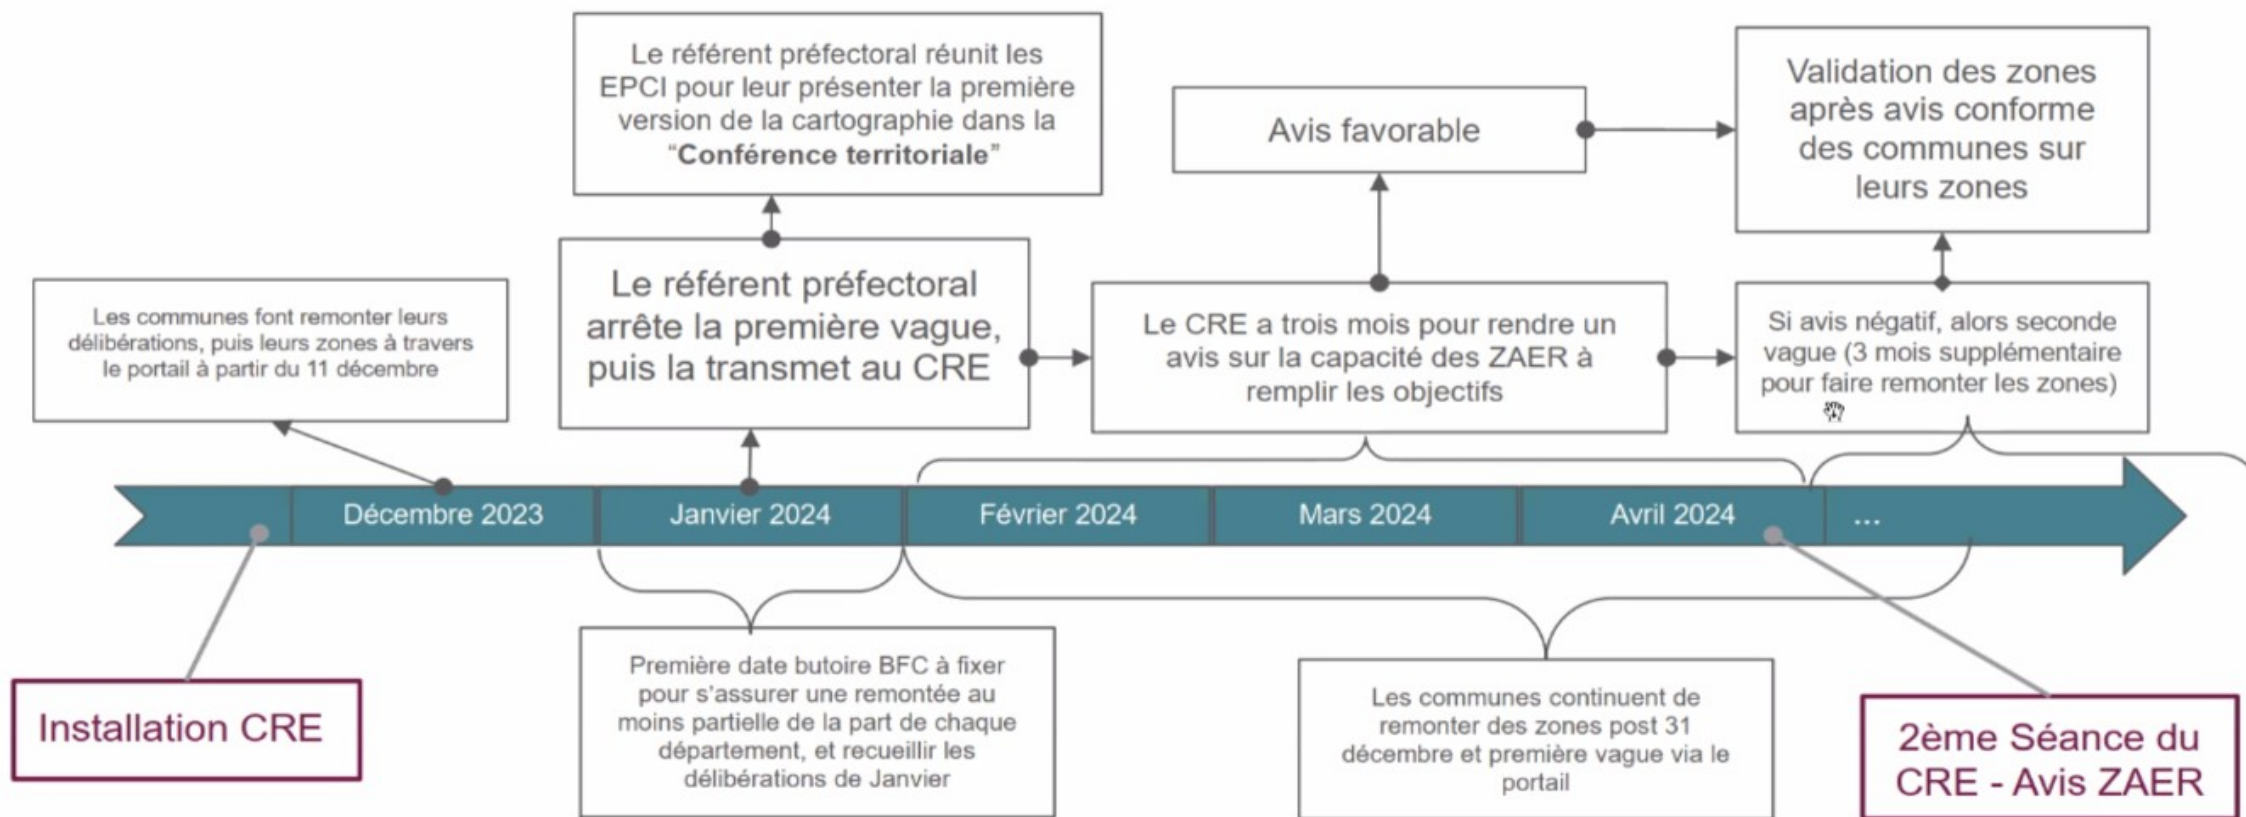 Le référent préfectoral réunit les
EPCI pour leur présenter la première
version de la cartographie dans la
“Conférence territoriale”
Avis favorable
Validation des zones
après avis conforme
des communes sur
leurs zones
Les communes font remonter leurs
délibérations, puis leurs zones à travers
le portail à partir du 11 décembre
Le référent préfectoral
arrête la première vague,
puis la transmet au CRE
Le CRE a trois mois pour rendre un
avis sur la capacité des ZAER à
remplir les objectifs
Si avis négatif, alors seconde
vague (3 mois supplémentaire
pour faire remonter les zones)
Décembre 2023
Janvier 2024
Février 2024
Mars 2024
Avril 2024
...
Installation CRE
Première date butoire BFC à fixer
pour s'assurer une remontée au
moins partielle de la part de chaque
département, et recueillir les
délibérations de Janvier
Les communes continuent de
remonter des zones post 31
décembre et première vague via le
portail
2ème Séance du
CRE - Avis ZAER